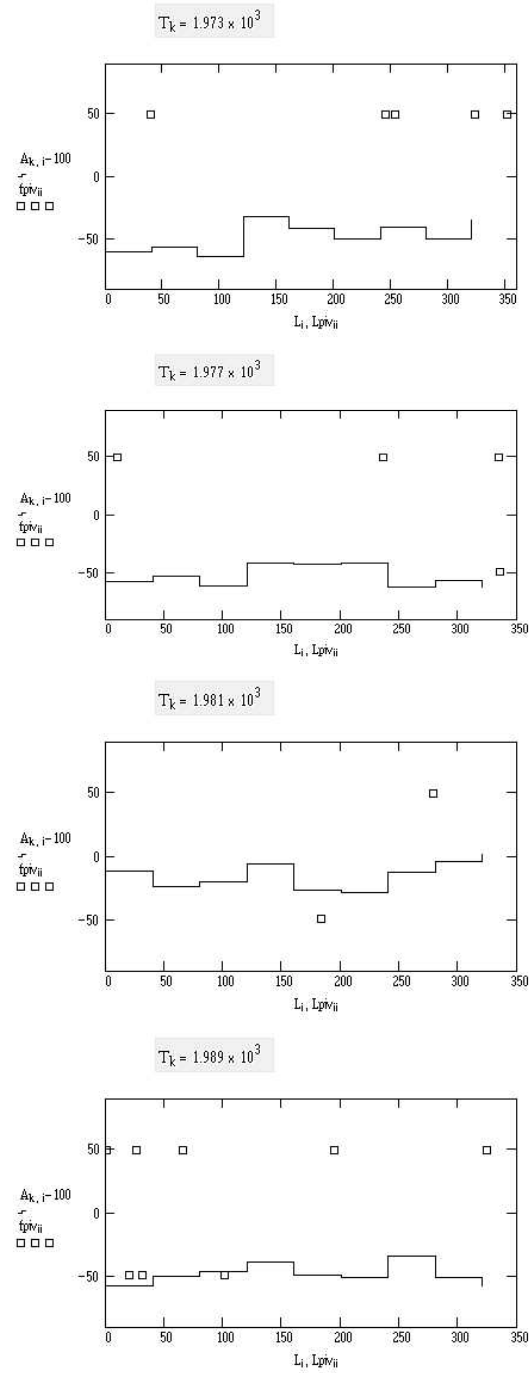 T_k = 1.973 × 10^3
50
A_k, i−100
0
fpiv_ii
−50
0 50 100 150 200 250 300 350
L_i, Lpiv_ii
T_k = 1.977 × 10^3
50
A_k, i−100
0
fpiv_ii
−50
0 50 100 150 200 250 300 350
L_i, Lpiv_ii
T_k = 1.981 × 10^3
50
A_k, i−100
0
fpiv_ii
−50
0 50 100 150 200 250 300 350
L_i, Lpiv_ii
T_k = 1.989 × 10^3
50
A_k, i−100
0
fpiv_ii
−50
0 50 100 150 200 250 300 350
L_i, Lpiv_ii